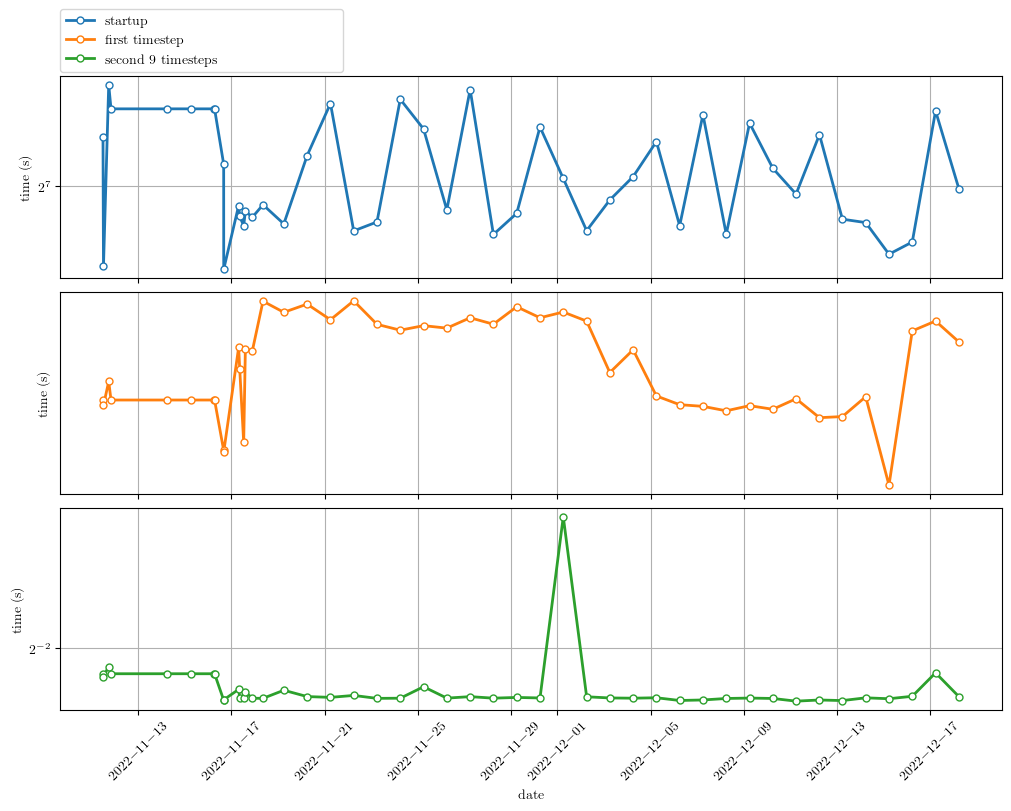 startup
first timestep
second 9 timesteps
time (s)
2^7
time (s)
time (s)
2^−2
2022−11−13
2022−11−17
2022−11−21
2022−11−25
2022−11−29
2022−12−01
2022−12−05
2022−12−09
2022−12−13
2022−12−17
date